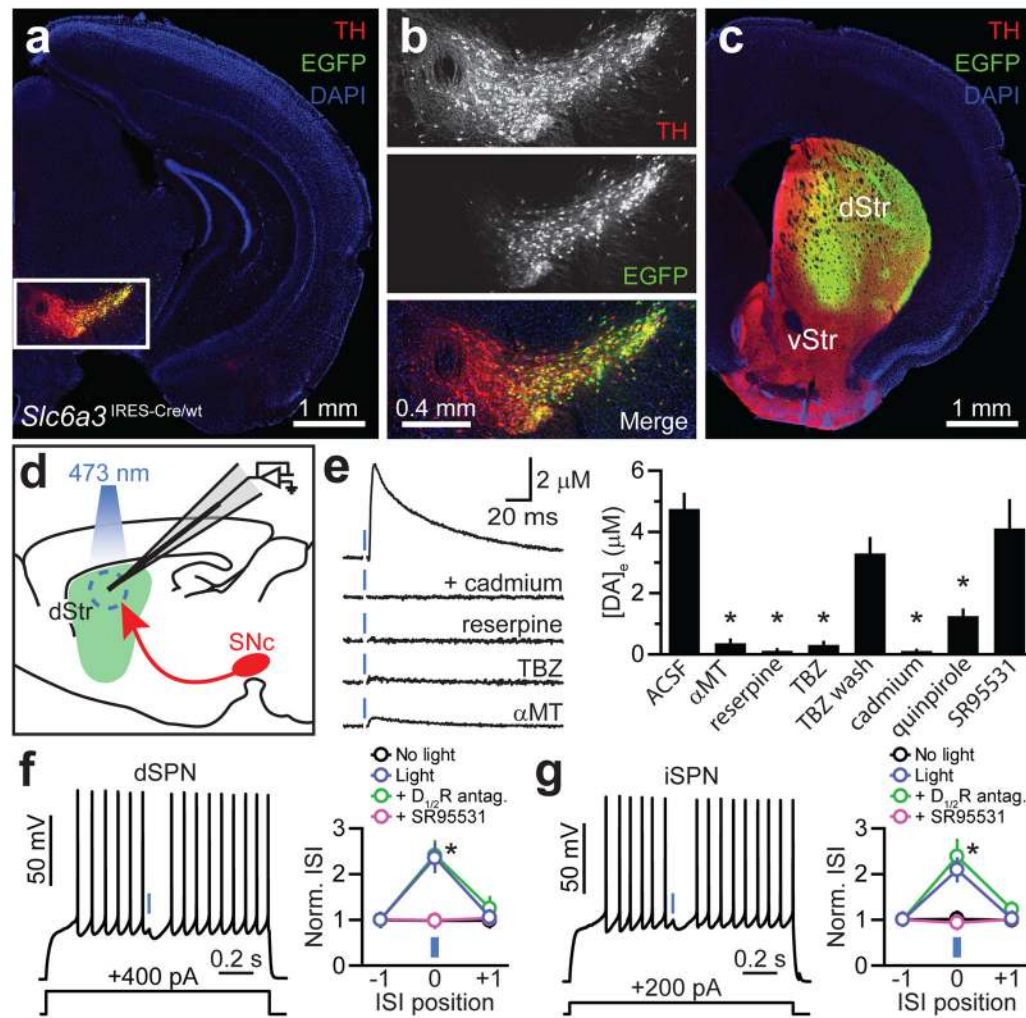 a
TH
EGFP
DAPI
Slc6a3 IRES-Cre/wt
1 mm
b
TH
EGFP
0.4 mm
Merge
c
TH
EGFP
DAPI
dStr
vStr
1 mm
d
473 nm
dStr
SNc
e
2 μM
20 ms
+ cadmium
reserpine
TBZ
αMT
[DA]e (μM)
6
4
2
0
* * * * *
ACSF
αMT
reserpine
TBZ
TBZ wash
cadmium
quinpirole
SR95531
f
dSPN
50 mV
0.2 s
+400 pA
No light
Light
+ D1/2R antag.
+ SR95531
Norm. ISI
3
2
1
0
*
-1 0 +1
ISI position
g
iSPN
50 mV
0.2 s
+200 pA
No light
Light
+ D1/2R antag.
+ SR95531
Norm. ISI
3
2
1
0
*
-1 0 +1
ISI position